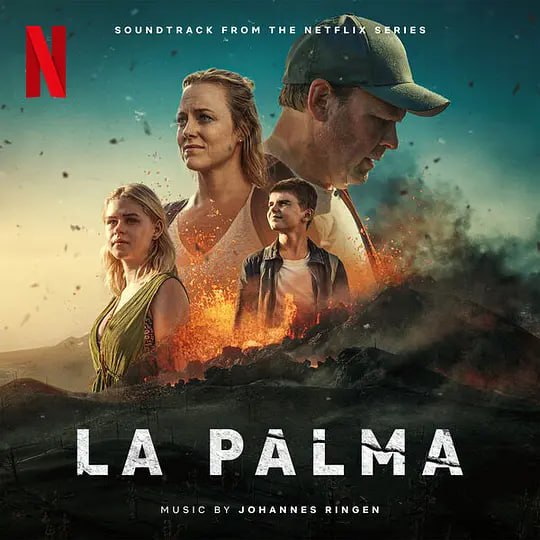 SOUNDTRACK FROM THE NETFLIX SERIES
N
LA PALMA
MUSIC BY JOHANNES RINGEN